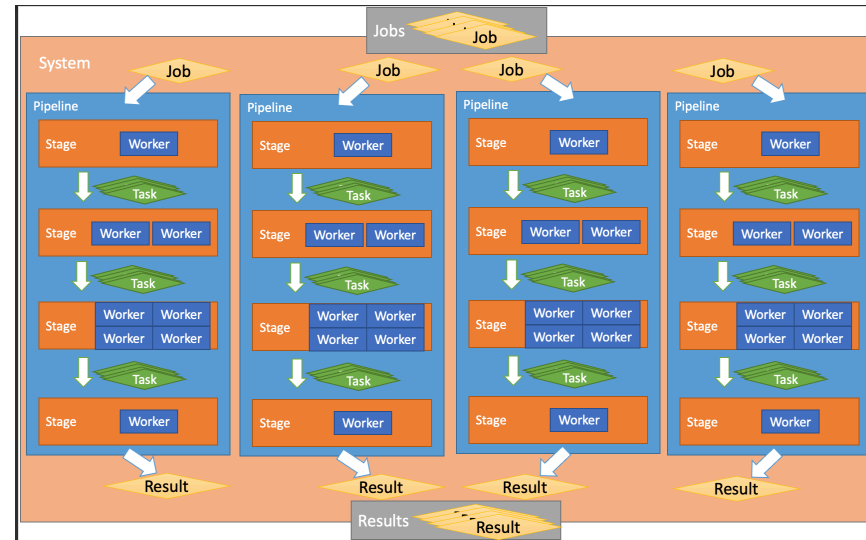 Jobs Job
System
Job Job Job Job
Pipeline Pipeline Pipeline Pipeline
Stage Worker Stage Worker Stage Worker Stage Worker
Task Task Task Task
Stage Worker Worker Stage Worker Worker Stage Worker Worker Stage Worker Worker
Task Task Task Task
Worker Worker Worker Worker Worker Worker Worker Worker
Stage Stage Stage Stage
Worker Worker Worker Worker Worker Worker Worker Worker
Task Task Task Task
Stage Worker Stage Worker Stage Worker Stage Worker
Result Result Result Result
Results Result